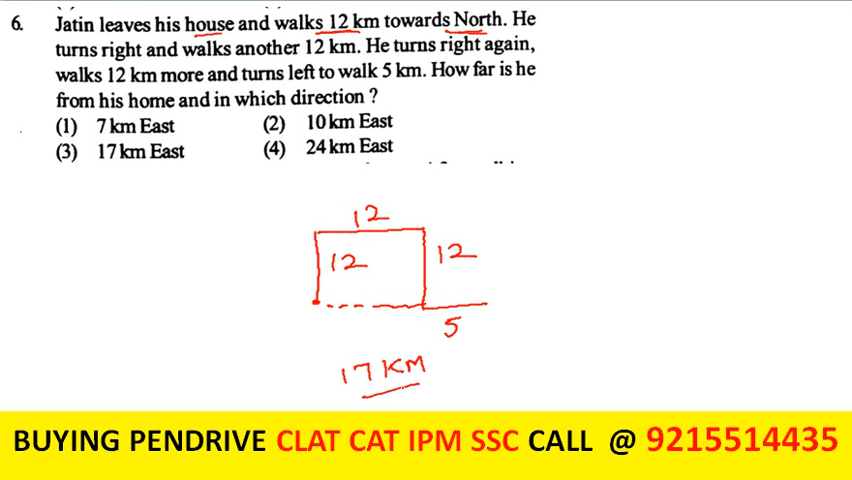 6. Jatin leaves his house and walks 12 km towards North. He
turns right and walks another 12 km. He turns right again,
walks 12 km more and turns left to walk 5 km. How far is he
from his home and in which direction ?
(1) 7 km East (2) 10 km East
(3) 17 km East (4) 24 km East
12
12 12
5
17 KM
BUYING PENDRIVE CLAT CAT IPM SSC CALL @ 9215514435